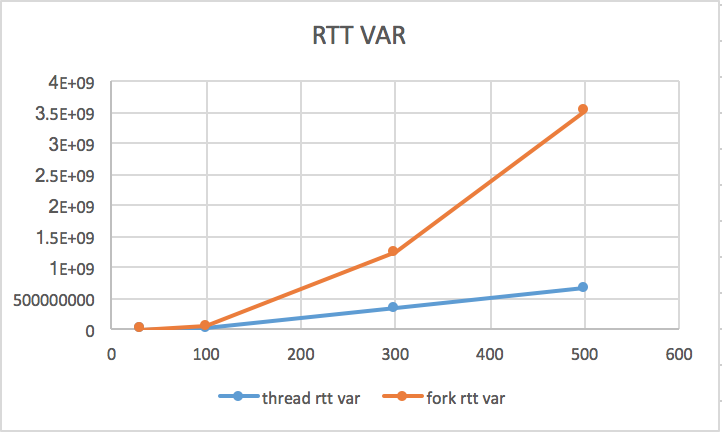 RTT VAR
4E+09
3.5E+09
3E+09
2.5E+09
2E+09
1.5E+09
1E+09
500000000
0
0 100 200 300 400 500 600
thread rtt var fork rtt var